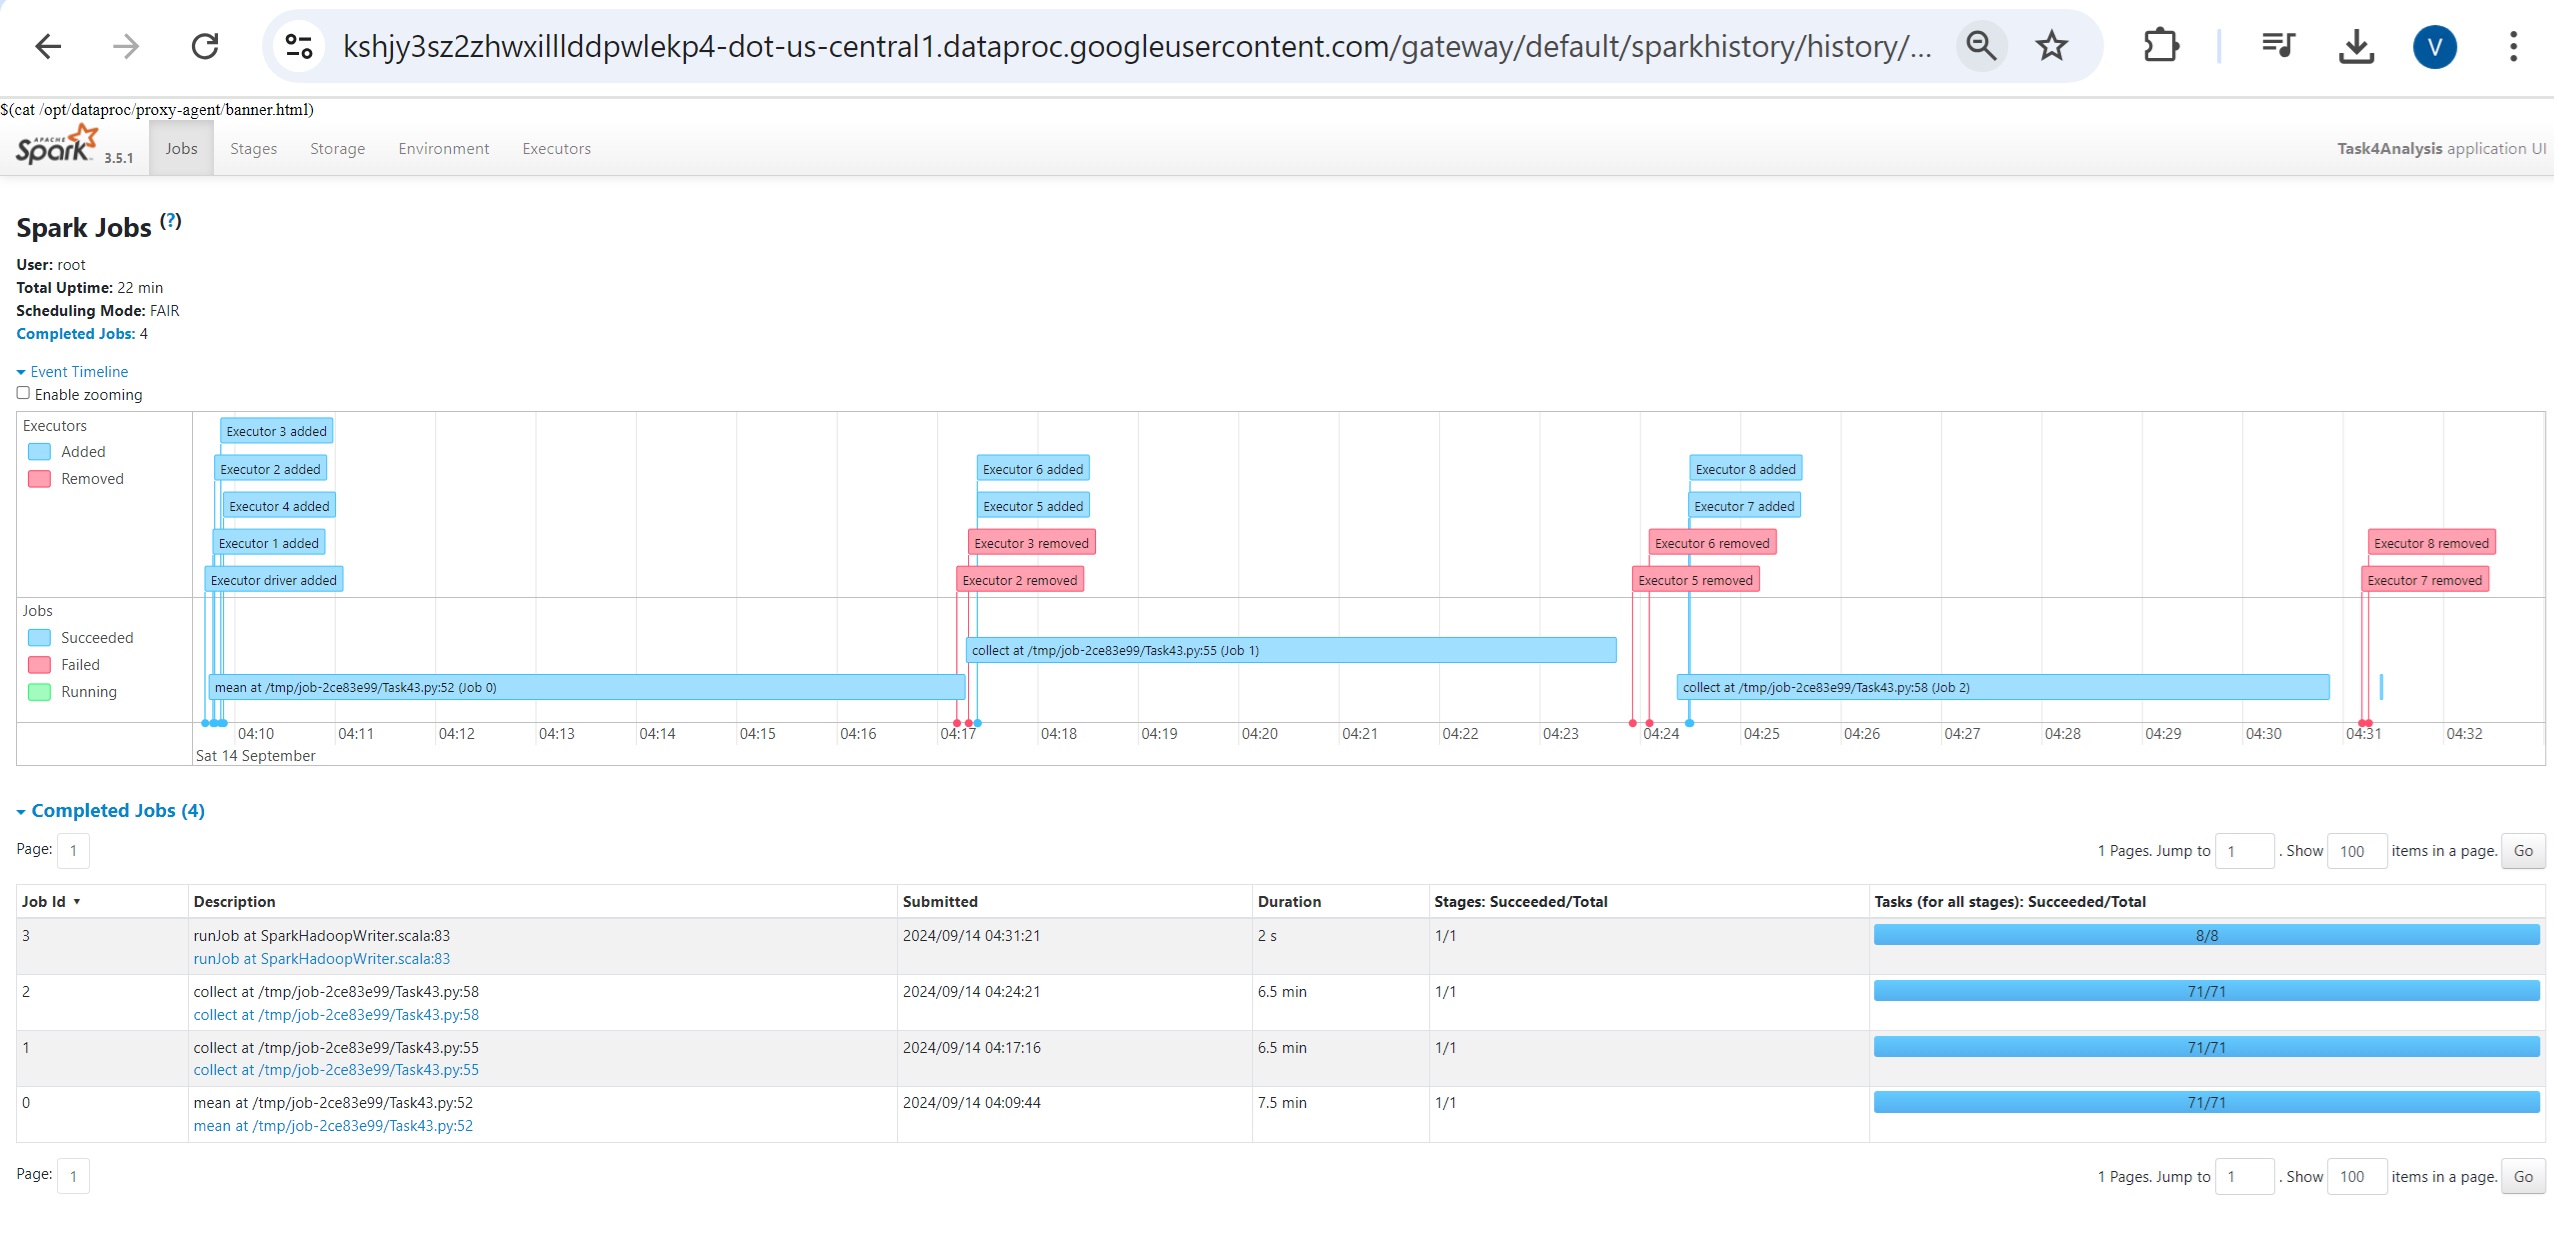 kshjy3sz2zhwxilllddpwlekp4-dot-us-central1.dataproc.googleusercontent.com/gateway/default/sparkhistory/history/...
V
$(cat /opt/dataproc/proxy-agent/banner.html)
APACHE Spark 3.5.1 Jobs Stages Storage Environment Executors Task4Analysis application UI
Spark Jobs (?)
User: root
Total Uptime: 22 min
Scheduling Mode: FAIR
Completed Jobs: 4
Event Timeline
Enable zooming
Executors
Added
Removed
Executor 3 added
Executor 2 added
Executor 4 added
Executor 1 added
Executor driver added
Executor 6 added
Executor 5 added
Executor 3 removed
Executor 2 removed
Executor 8 added
Executor 7 added
Executor 6 removed
Executor 5 removed
Executor 8 removed
Executor 7 removed
Jobs
Succeeded
Failed
Running
collect at /tmp/job-2ce83e99/Task43.py:55 (Job 1)
mean at /tmp/job-2ce83e99/Task43.py:52 (Job 0)
collect at /tmp/job-2ce83e99/Task43.py:58 (Job 2)
04:10 04:11 04:12 04:13 04:14 04:15 04:16 04:17 04:18 04:19 04:20 04:21 04:22 04:23 04:24 04:25 04:26 04:27 04:28 04:29 04:30 04:31 04:32
Sat 14 September
Completed Jobs (4)
Page: 1 1 Pages. Jump to 1 . Show 100 items in a page. Go
Job Id ▾ Description Submitted Duration Stages: Succeeded/Total Tasks (for all stages): Succeeded/Total
3 runJob at SparkHadoopWriter.scala:83 2024/09/14 04:31:21 2 s 1/1 8/8
runJob at SparkHadoopWriter.scala:83
2 collect at /tmp/job-2ce83e99/Task43.py:58 2024/09/14 04:24:21 6.5 min 1/1 71/71
collect at /tmp/job-2ce83e99/Task43.py:58
1 collect at /tmp/job-2ce83e99/Task43.py:55 2024/09/14 04:17:16 6.5 min 1/1 71/71
collect at /tmp/job-2ce83e99/Task43.py:55
0 mean at /tmp/job-2ce83e99/Task43.py:52 2024/09/14 04:09:44 7.5 min 1/1 71/71
mean at /tmp/job-2ce83e99/Task43.py:52
Page: 1 1 Pages. Jump to 1 . Show 100 items in a page. Go